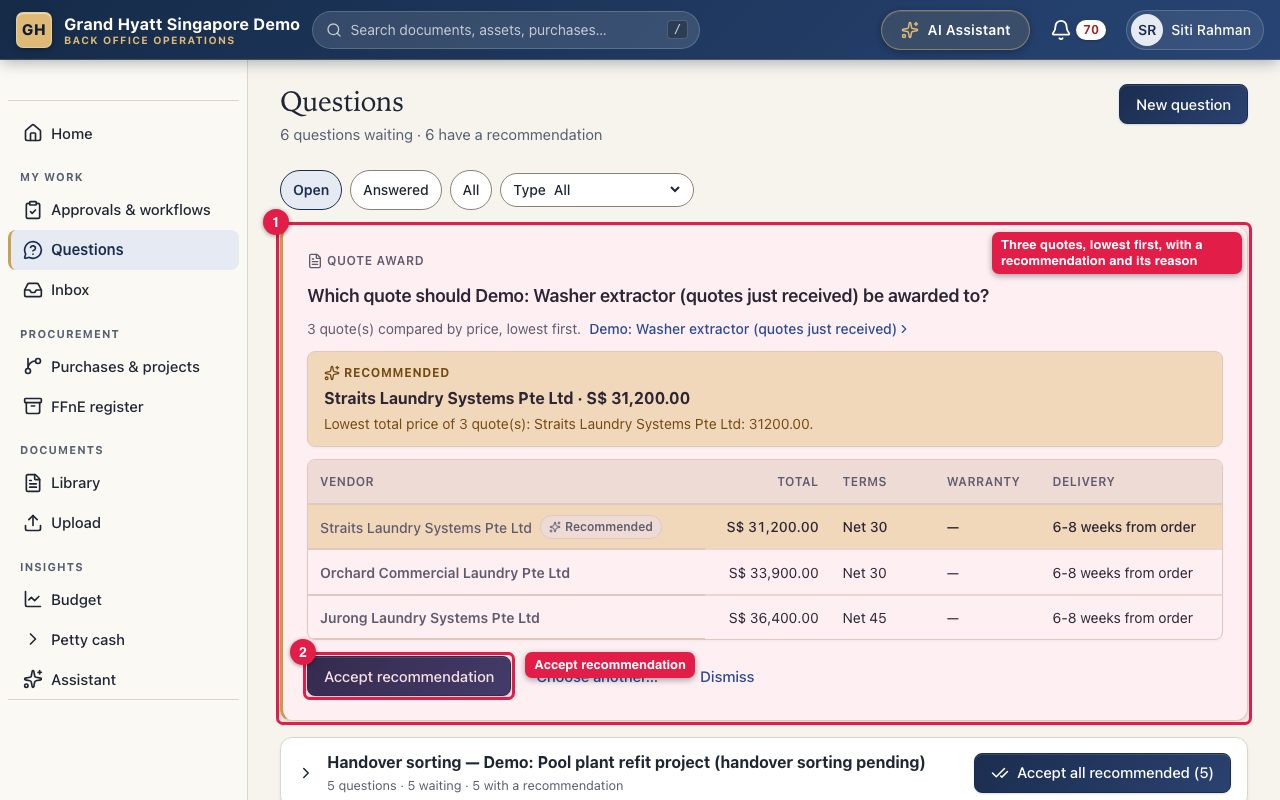 GH
Grand Hyatt Singapore Demo
BACK OFFICE OPERATIONS
Search documents, assets, purchases...
/
AI Assistant
70
SR
Siti Rahman
Home
MY WORK
Approvals & workflows
Questions
Inbox
PROCUREMENT
Purchases & projects
FFnE register
DOCUMENTS
Library
Upload
INSIGHTS
Budget
Petty cash
Assistant
Questions
6 questions waiting · 6 have a recommendation
New question
Open
Answered
All
Type All
1
Three quotes, lowest first, with a
recommendation and its reason
QUOTE AWARD
Which quote should Demo: Washer extractor (quotes just received) be awarded to?
3 quote(s) compared by price, lowest first. Demo: Washer extractor (quotes just received) ›
RECOMMENDED
Straits Laundry Systems Pte Ltd · S$ 31,200.00
Lowest total price of 3 quote(s): Straits Laundry Systems Pte Ltd: 31200.00.
VENDOR TOTAL TERMS WARRANTY DELIVERY
Straits Laundry Systems Pte Ltd Recommended S$ 31,200.00 Net 30 — 6-8 weeks from order
Orchard Commercial Laundry Pte Ltd S$ 33,900.00 Net 30 — 6-8 weeks from order
Jurong Laundry Systems Pte Ltd S$ 36,400.00 Net 45 — 6-8 weeks from order
2
Accept recommendation
Accept recommendation
Choose another...
Dismiss
Handover sorting — Demo: Pool plant refit project (handover sorting pending)
5 questions · 5 waiting · 5 with a recommendation
Accept all recommended (5)